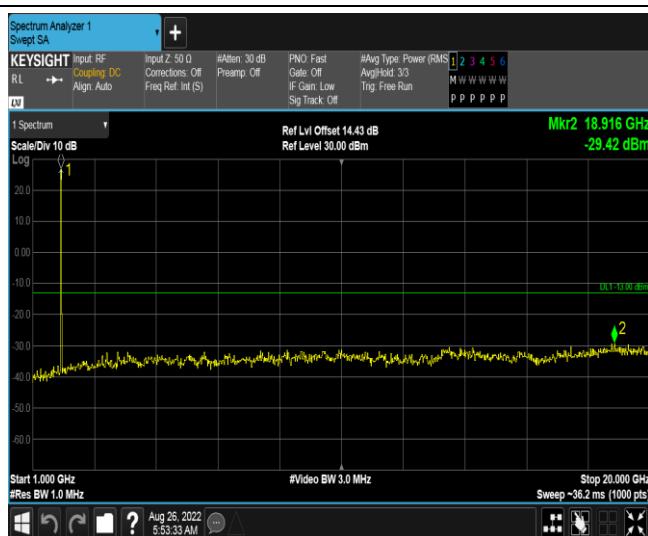 Spectrum Analyzer 1
Swept SA
+
KEYSIGHT
RL
LXI
Input: RF
Coupling: DC
Align: Auto
Input Z: 50 Ω
Corrections: Off
Freq Ref: Int (S)
#Atten: 30 dB
Preamp: Off
PNO: Fast
Gate: Off
IF Gain: Low
Sig Track: Off
#Avg Type: Power (RMS
Avg|Hold: 3/3
Trig: Free Run
1 2 3 4 5 6
M W W W W W
P P P P P P
1 Spectrum
Scale/Div 10 dB
Ref Lvl Offset 14.43 dB
Ref Level 30.00 dBm
Mkr2 18.916 GHz
-29.42 dBm
Log
1
20.0
10.0
0.00
-10.0
DL1 -13.00 dBm
2
-30.0
-40.0
-50.0
-60.0
Start 1.000 GHz
#Res BW 1.0 MHz
#Video BW 3.0 MHz
Stop 20.000 GHz
Sweep ~36.2 ms (1000 pts)
?
Aug 26, 2022
5:53:33 AM